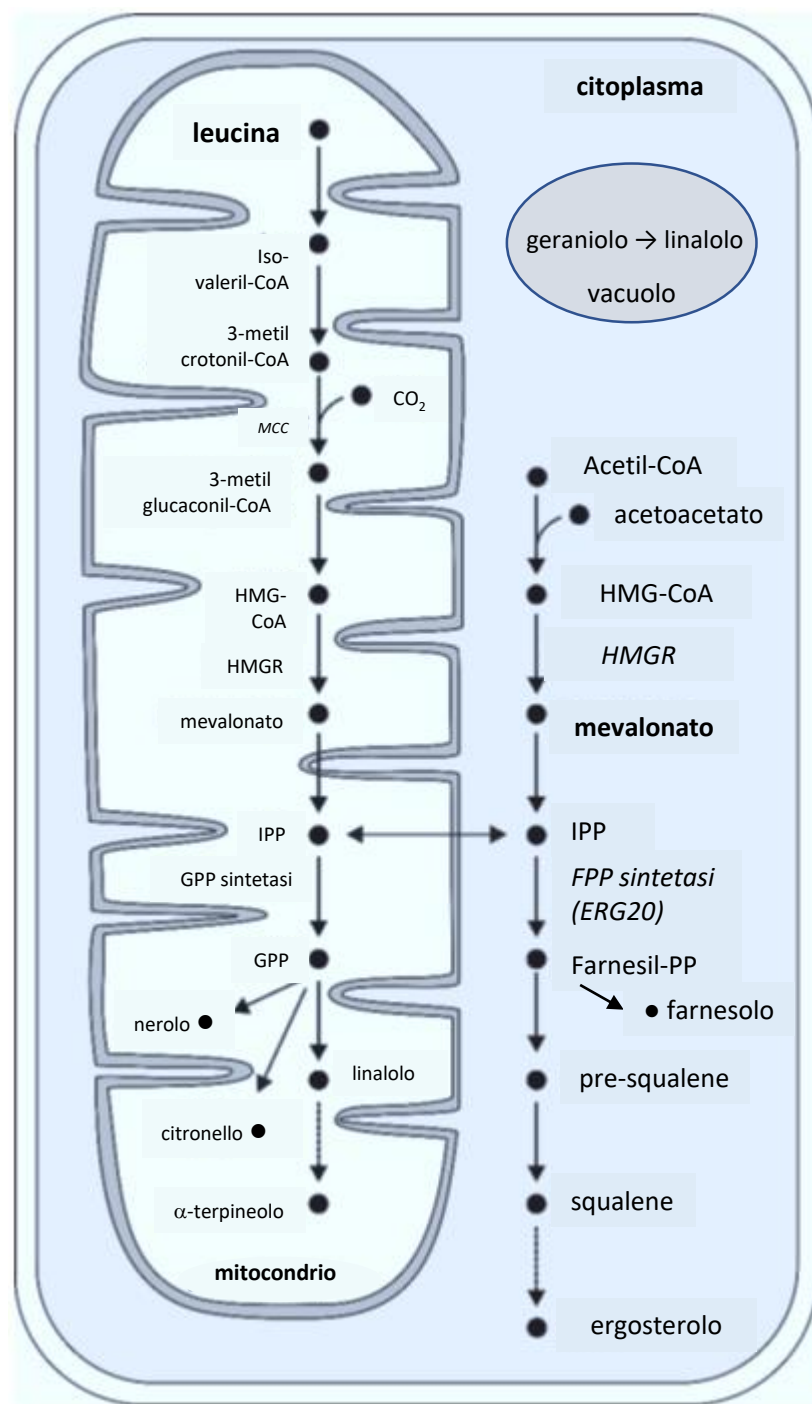 citoplasma
leucina
geraniolo → linalolo
vacuolo
Iso-
valeril-CoA
3-metil
crotonil-CoA
CO₂
MCC
3-metil
glucaconil-CoA
Acetil-CoA
acetoacetato
HMG-
CoA
HMG-CoA
HMGR
HMGR
mevalonato
mevalonato
IPP
IPP
GPP sintetasi
FPP sintetasi
(ERG20)
GPP
Farnesil-PP
nerolo
farnesolo
linalolo
pre-squalene
citronello
α-terpineolo
squalene
mitocondrio
ergosterolo